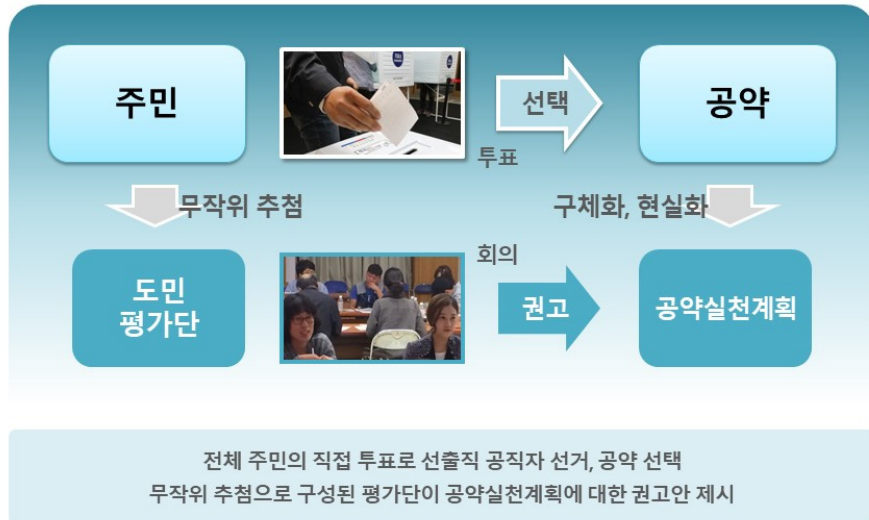 주민
선택
공약
투표
무작위 추첨
구체화, 현실화
회의
도민
평가단
권고
공약실천계획
전체 주민의 직접 투표로 선출직 공직자 선거, 공약 선택
무작위 추첨으로 구성된 평가단이 공약실천계획에 대한 권고안 제시